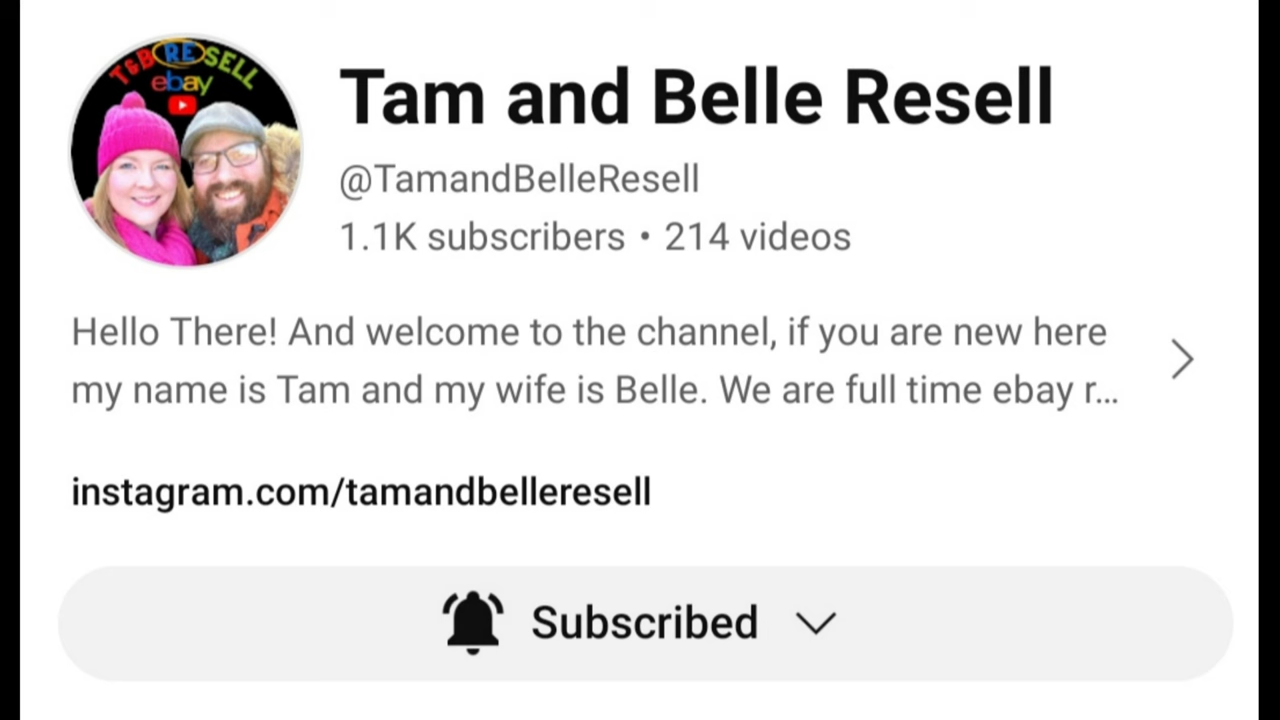 T&B RESELL
ebay
Tam and Belle Resell
@TamandBelleResell
1.1K subscribers • 214 videos
Hello There! And welcome to the channel, if you are new here
my name is Tam and my wife is Belle. We are full time ebay r...
instagram.com/tamandbelleresell
Subscribed